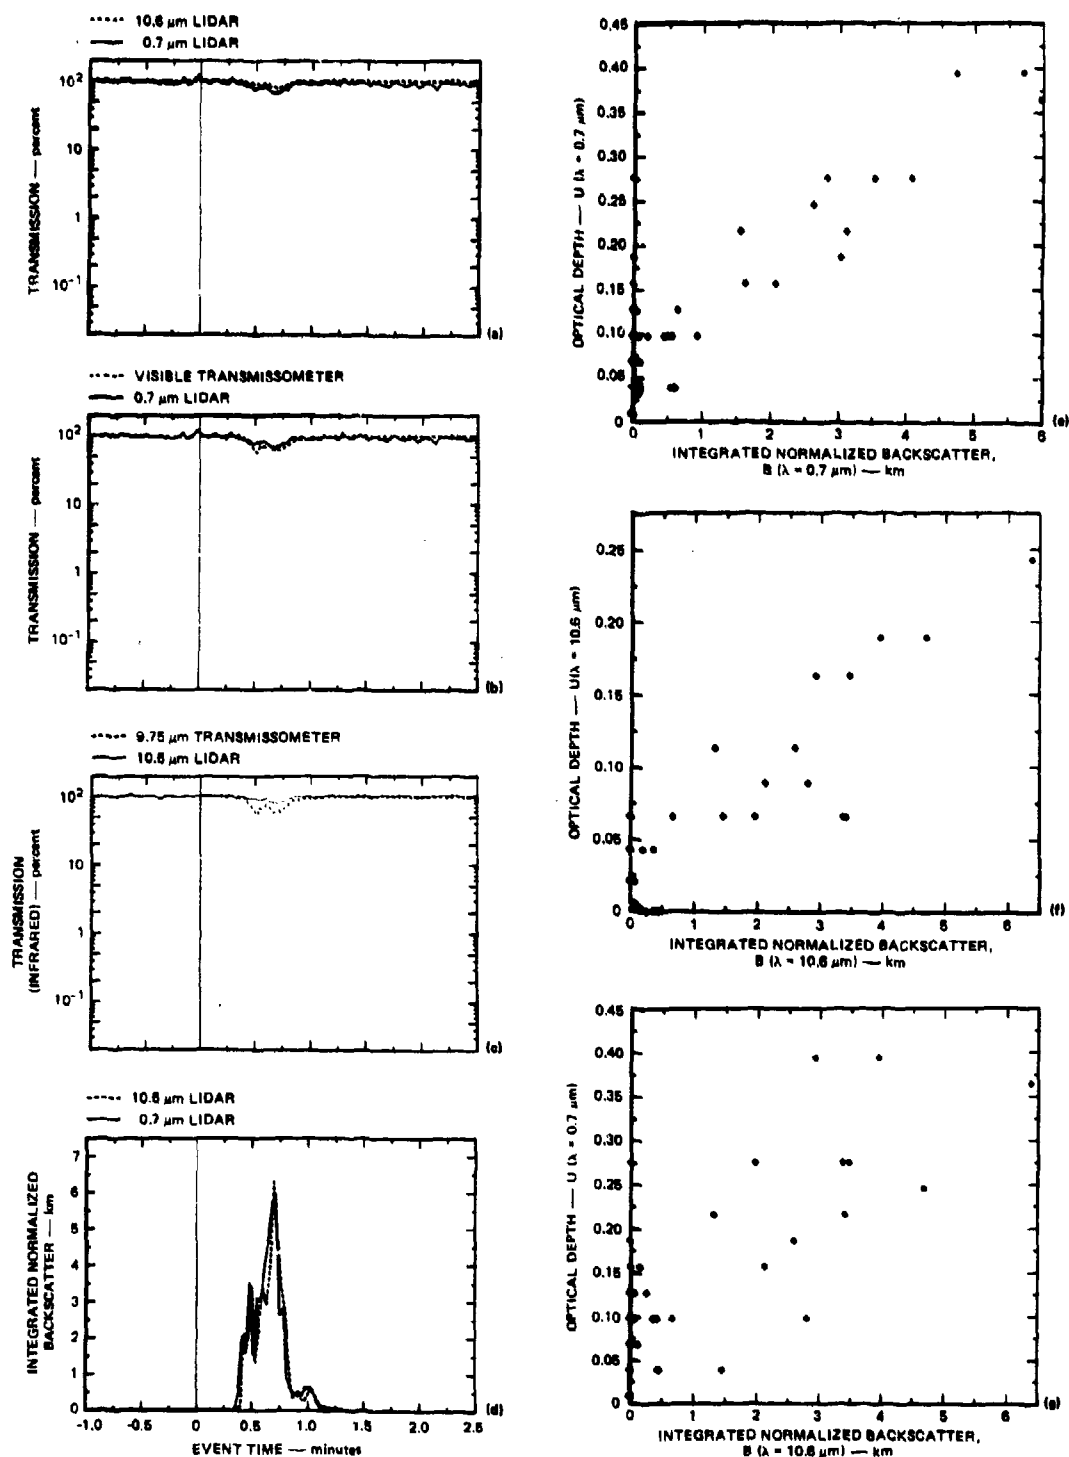 10.6 μm LIDAR
0.7 μm LIDAR
TRANSMISSION — percent
10²
10
1
10⁻¹
(a)
VISIBLE TRANSMISSOMETER
0.7 μm LIDAR
TRANSMISSION — percent
10²
10
1
10⁻¹
(b)
9.75 μm TRANSMISSOMETER
10.6 μm LIDAR
TRANSMISSION
(INFRARED) — percent
10²
10
1
10⁻¹
(c)
10.6 μm LIDAR
0.7 μm LIDAR
INTEGRATED NORMALIZED
BACKSCATTER — km
7
6
5
4
3
2
1
0
(d)
-1.0 -0.5 0 0.5 1.0 1.5 2.0 2.5
EVENT TIME — minutes
OPTICAL DEPTH — U (λ = 0.7 μm)
0.45
0.40
0.35
0.30
0.25
0.20
0.15
0.10
0.05
0
(e)
0 1 2 3 4 5 6
INTEGRATED NORMALIZED BACKSCATTER,
B (λ = 0.7 μm) — km
OPTICAL DEPTH — U(λ = 10.6 μm)
0.25
0.20
0.15
0.10
0.05
0
(f)
0 1 2 3 4 5 6
INTEGRATED NORMALIZED BACKSCATTER,
B (λ = 10.6 μm) — km
OPTICAL DEPTH — U (λ = 0.7 μm)
0.45
0.40
0.35
0.30
0.25
0.20
0.15
0.10
0.05
0
(g)
0 1 2 3 4 5 6
INTEGRATED NORMALIZED BACKSCATTER,
B (λ = 10.6 μm) — km